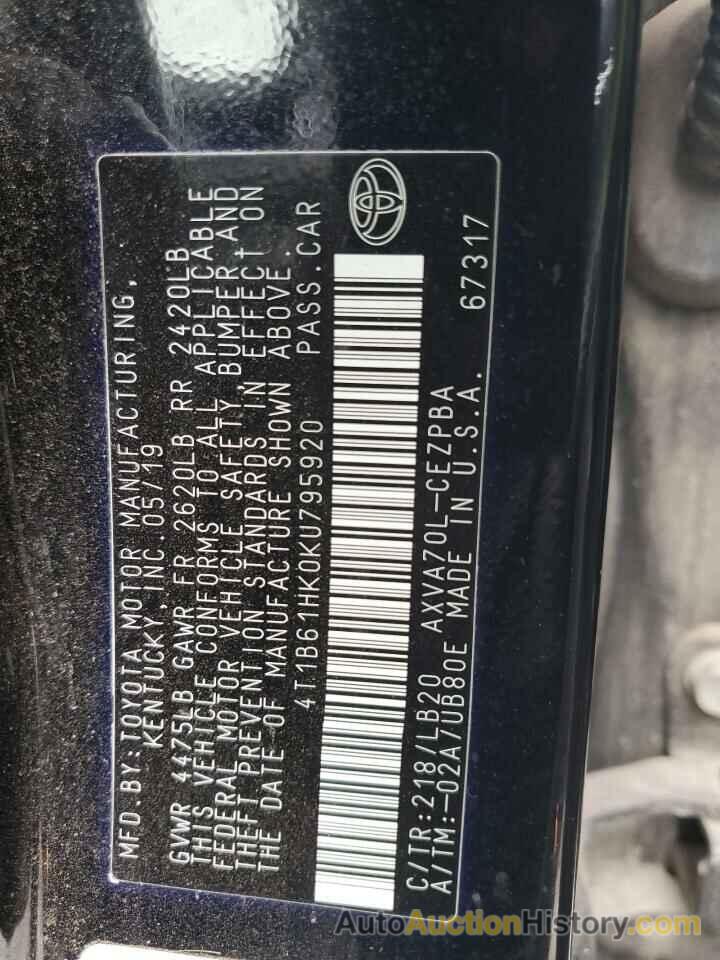 MFD.BY:TOYOTA MOTOR MANUFACTURING,
KENTUCKY,INC.05/19
GVWR 4475LB GAWR FR 2620LB RR 2420LB
THIS VEHICLE CONFORMS TO ALL APPLICABLE
FEDERAL MOTOR VEHICLE SAFETY,BUMPER,AND
THEFT PREVENTION STANDARDS IN EFFECT ON
THE DATE OF MANUFACTURE SHOWN ABOVE.
4T1B61HK0KU795920 PASS.CAR
C/TR:218/LB20 AXVA70L-CEZPBA
A/TM:-02A/UB80E MADE IN U.S.A. 67317
AutoAuctionHistory.com